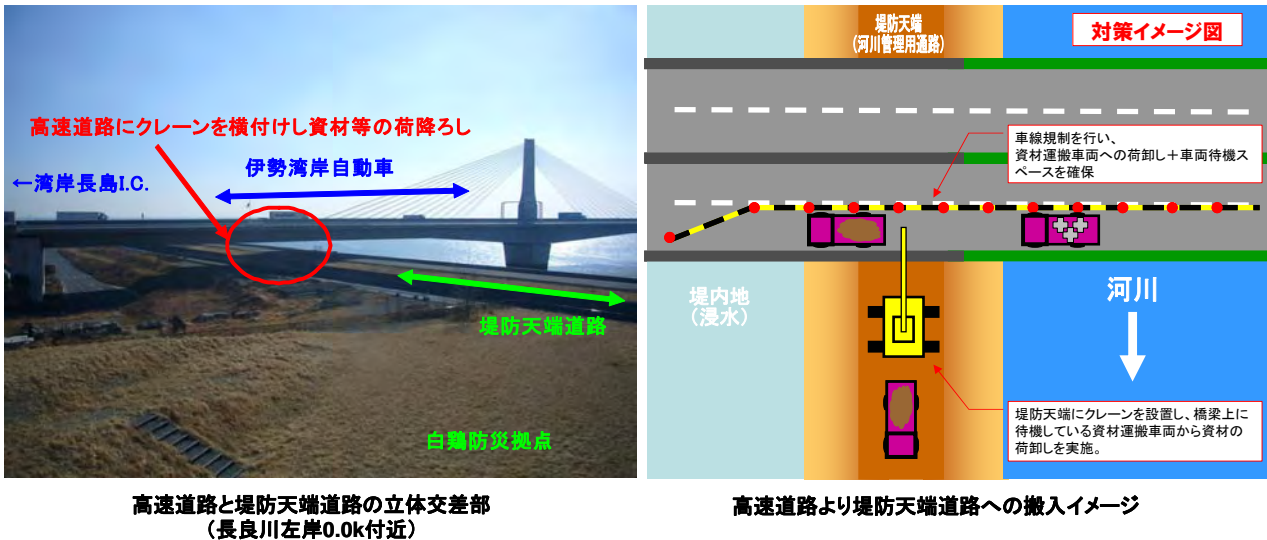 高速道路にクレーンを横付けし資材等の荷降ろし
伊勢湾岸自動車
←湾岸長島I.C.
堤防天端道路
白鶏防災拠点
高速道路と堤防天端道路の立体交差部
（長良川左岸0.0k付近）
堤防天端
（河川管理用通路）
対策イメージ図
車線規制を行い、
資材運搬車両への荷卸し＋車両待機ス
ペースを確保
堤内地
（浸水）
河川
堤防天端にクレーンを設置し、橋梁上に
待機している資材運搬車両から資材の
荷卸しを実施。
高速道路より堤防天端道路への搬入イメージ